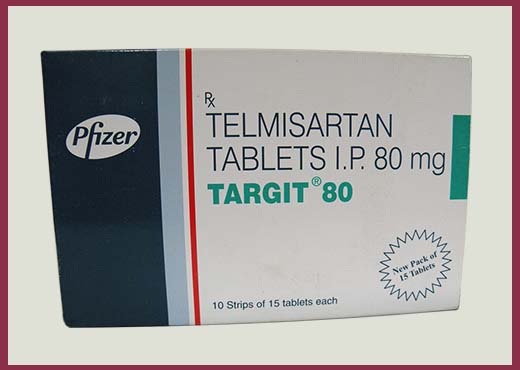 Pfizer
℞
TELMISARTAN
TABLETS I.P. 80 mg
TARGIT® 80
New Pack of
15 Tablets
10 Strips of 15 tablets each